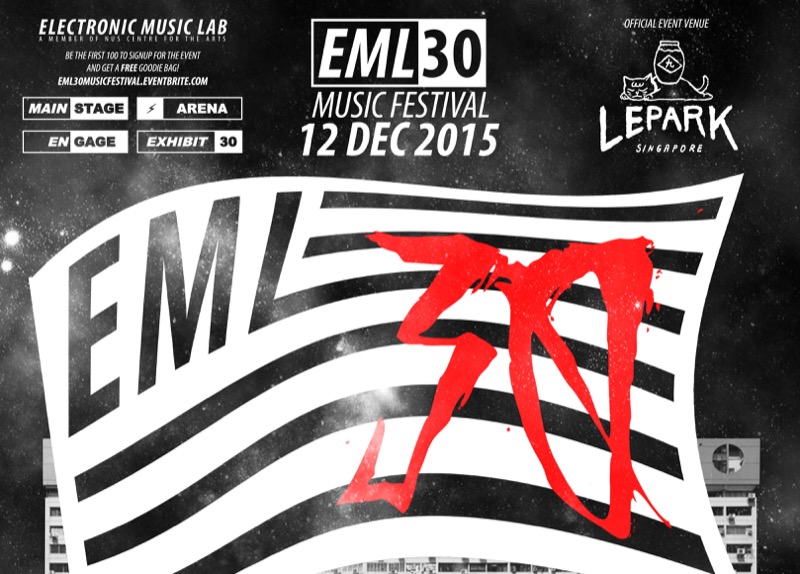 ELECTRONIC MUSIC LAB
A MEMBER OF NUS CENTRE FOR THE ARTS
BE THE FIRST 100 TO SIGNUP FOR THE EVENT
AND GET A FREE GOODIE BAG!
EML30MUSICFESTIVAL.EVENTBRITE.COM
MAIN STAGE
ARENA
ENGAGE
EXHIBIT 30
EML30
MUSIC FESTIVAL
12 DEC 2015
OFFICIAL EVENT VENUE
LEPARK
SINGAPORE
EML
30